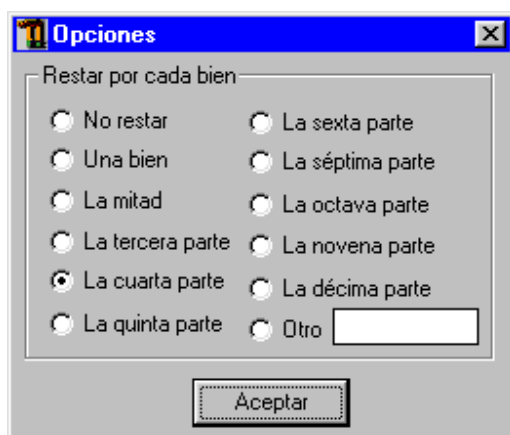 Opciones
Restar por cada bien
No restar
Una bien
La mitad
La tercera parte
La cuarta parte
La quinta parte
La sexta parte
La séptima parte
La octava parte
La novena parte
La décima parte
Otro
Aceptar